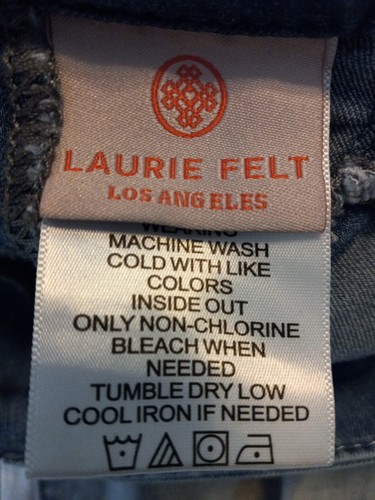 LAURIE FELT
LOS ANGELES
WEARING
MACHINE WASH
COLD WITH LIKE
COLORS
INSIDE OUT
ONLY NON-CHLORINE
BLEACH WHEN
NEEDED
TUMBLE DRY LOW
COOL IRON IF NEEDED